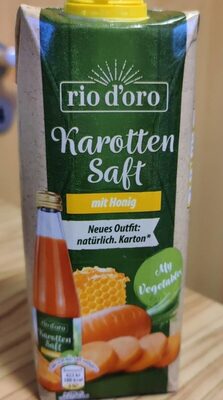 rio d'oro
Karotten
Saft
mit Honig
Neues Outfit:
natürlich. Karton*
My
Vegetables
rio d'oro
Karotten
Saft